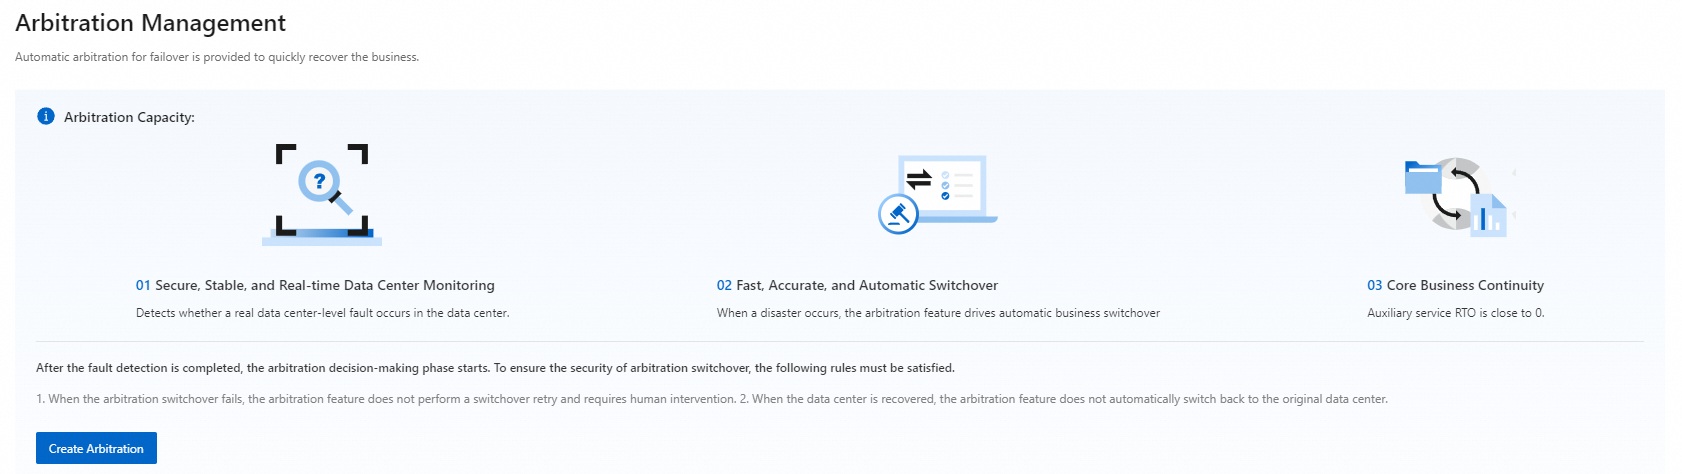 Arbitration Management
Automatic arbitration for failover is provided to quickly recover the business.
i Arbitration Capacity:
?
01 Secure, Stable, and Real-time Data Center Monitoring
Detects whether a real data center-level fault occurs in the data center.
02 Fast, Accurate, and Automatic Switchover
When a disaster occurs, the arbitration feature drives automatic business switchover
03 Core Business Continuity
Auxiliary service RTO is close to 0.
After the fault detection is completed, the arbitration decision-making phase starts. To ensure the security of arbitration switchover, the following rules must be satisfied.
1. When the arbitration switchover fails, the arbitration feature does not perform a switchover retry and requires human intervention. 2. When the data center is recovered, the arbitration feature does not automatically switch back to the original data center.
Create Arbitration